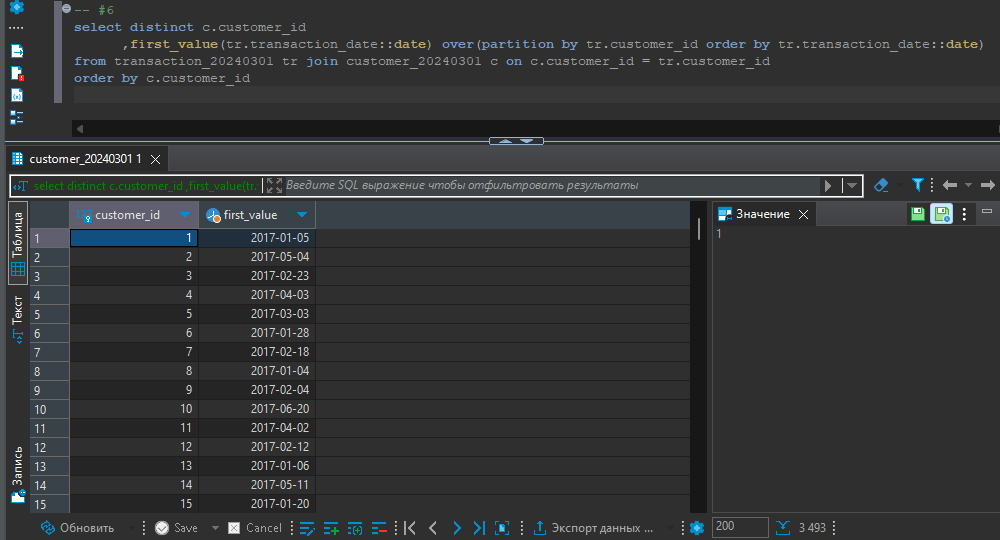 -- #6
select distinct c.customer_id
,first_value(tr.transaction_date::date) over(partition by tr.customer_id order by tr.transaction_date::date)
from transaction_20240301 tr join customer_20240301 c on c.customer_id = tr.customer_id
order by c.customer_id
customer_20240301 1
select distinct c.customer_id ,first_value(tr.
Введите SQL выражение чтобы отфильтровать результаты
Таблица
Текст
Запись
customer_id first_value
1 1 2017-01-05
2 2 2017-05-04
3 3 2017-02-23
4 4 2017-04-03
5 5 2017-03-03
6 6 2017-01-28
7 7 2017-02-18
8 8 2017-01-04
9 9 2017-02-04
10 10 2017-06-20
11 11 2017-04-02
12 12 2017-02-12
13 13 2017-01-06
14 14 2017-05-11
15 15 2017-01-20
Значение
1
Обновить Save Cancel Экспорт данных ... 200 3 493